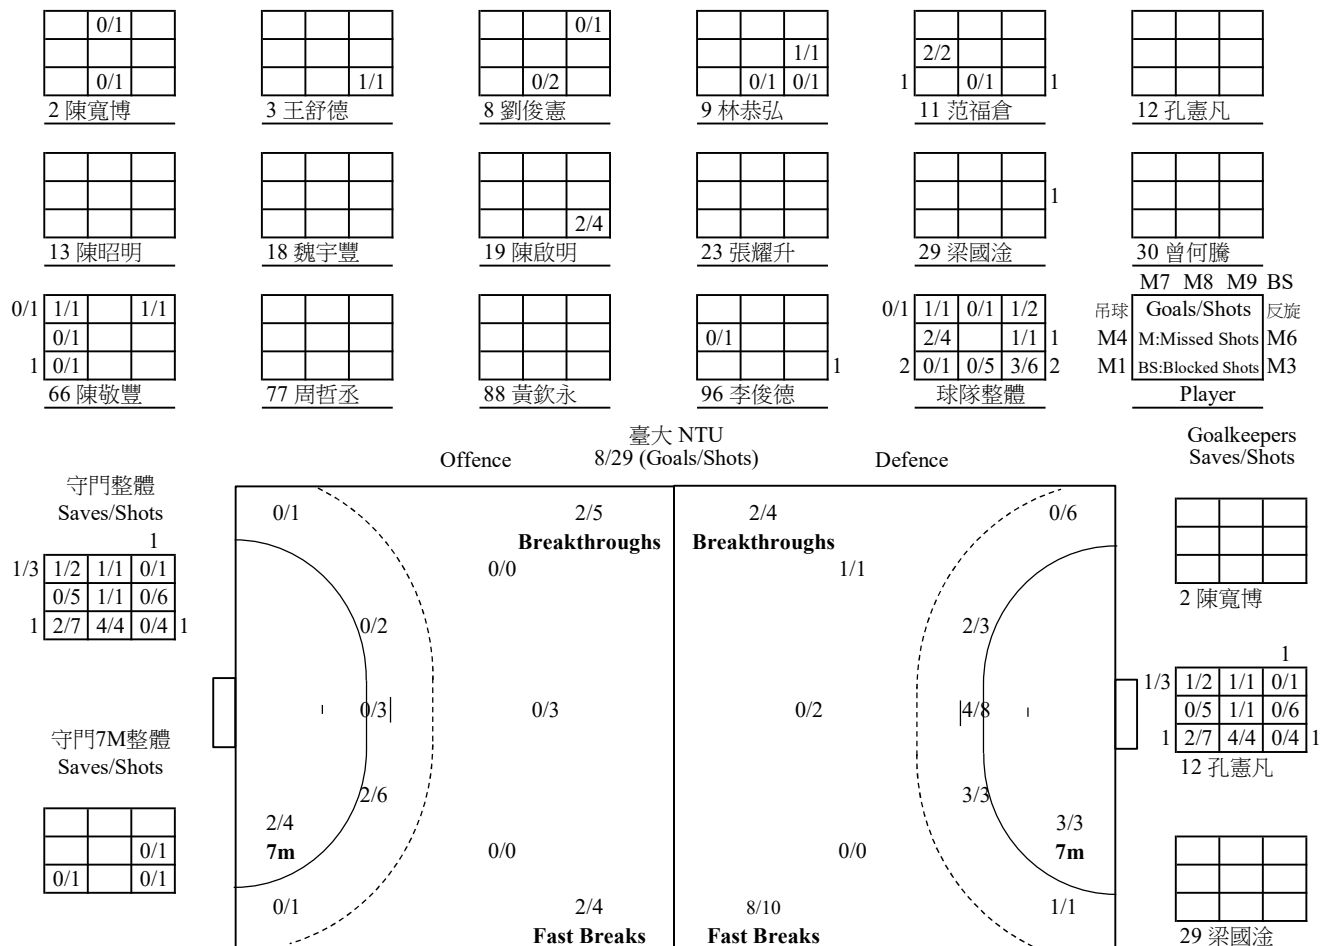 0/1 0/1 1/1 2/2
0/1 1/1 0/2 0/1 0/1 1 0/1 1
2 陳寬博 3 王舒德 8 劉俊憲 9 林恭弘 11 范福倉 12 孔憲凡
1
2/4
13 陳昭明 18 魏宇豐 19 陳啟明 23 張耀升 29 梁國淦 30 曾何騰
M7 M8 M9 BS
0/1 1/1 1/1 0/1 1/1 0/1 1/2 吊球 Goals/Shots 反旋
0/1 0/1 2/4 1/1 1 M4 M:Missed Shots M6
1 0/1 1 2 0/1 0/5 3/6 2 M1 BS:Blocked Shots M3
66 陳敬豐 77 周哲丞 88 黃欽永 96 李俊德 球隊整體 Player
臺大 NTU
Offence 8/29 (Goals/Shots) Defence
Goalkeepers
Saves/Shots
守門整體
Saves/Shots
1
1/3 1/2 1/1 0/1
0/5 1/1 0/6
1 2/7 4/4 0/4 1
守門7M整體
Saves/Shots
0/1
0/1 0/1
0/1 2/5
Breakthroughs
0/0
0/2
0/3 0/3
2/6
2/4
7m
0/0
0/1 2/4
Fast Breaks
2/4 0/6
Breakthroughs
1/1
2/3
0/2 4/8
3/3
3/3
7m
0/0
8/10 1/1
Fast Breaks
2 陳寬博
1
1/3 1/2 1/1 0/1
0/5 1/1 0/6
1 2/7 4/4 0/4 1
12 孔憲凡
29 梁國淦